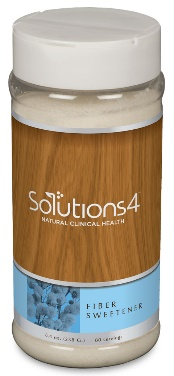 Solutions4
NATURAL CLINICAL HEALTH
FIBER
SWEETENER